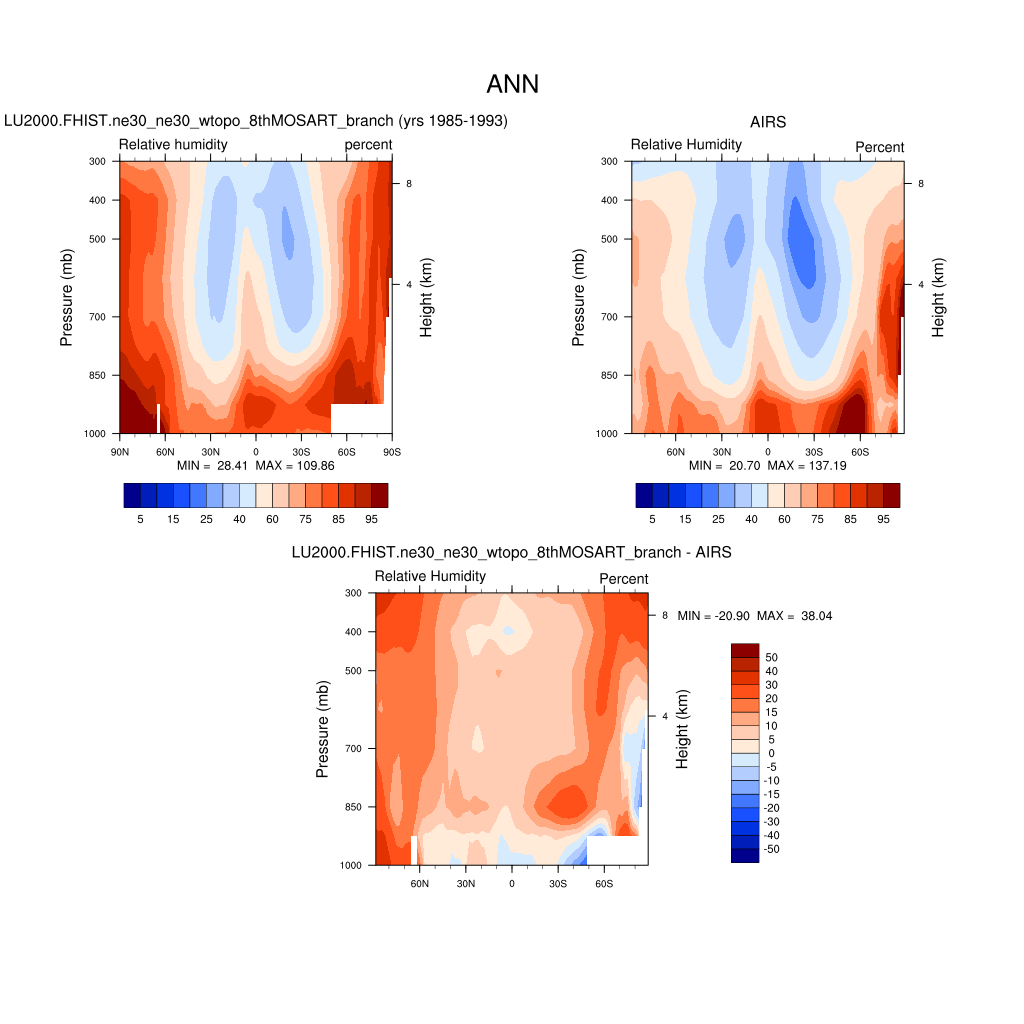 ANN
LU2000.FHIST.ne30_ne30_wtopo_8thMOSART_branch (yrs 1985-1993)
Relative humidity percent
300
400
500
700
850
1000
Pressure (mb)
8
4
Height (km)
90N 60N 30N 0 30S 60S 90S
MIN = 28.41 MAX = 109.86
5 15 25 40 60 75 85 95
AIRS
Relative Humidity Percent
300
400
500
700
850
1000
Pressure (mb)
8
4
Height (km)
60N 30N 0 30S 60S
MIN = 20.70 MAX = 137.19
5 15 25 40 60 75 85 95
LU2000.FHIST.ne30_ne30_wtopo_8thMOSART_branch - AIRS
Relative Humidity Percent
300
400
500
700
850
1000
Pressure (mb)
8
4
Height (km)
60N 30N 0 30S 60S
MIN = -20.90 MAX = 38.04
50
40
30
20
15
10
5
0
-5
-10
-15
-20
-30
-40
-50